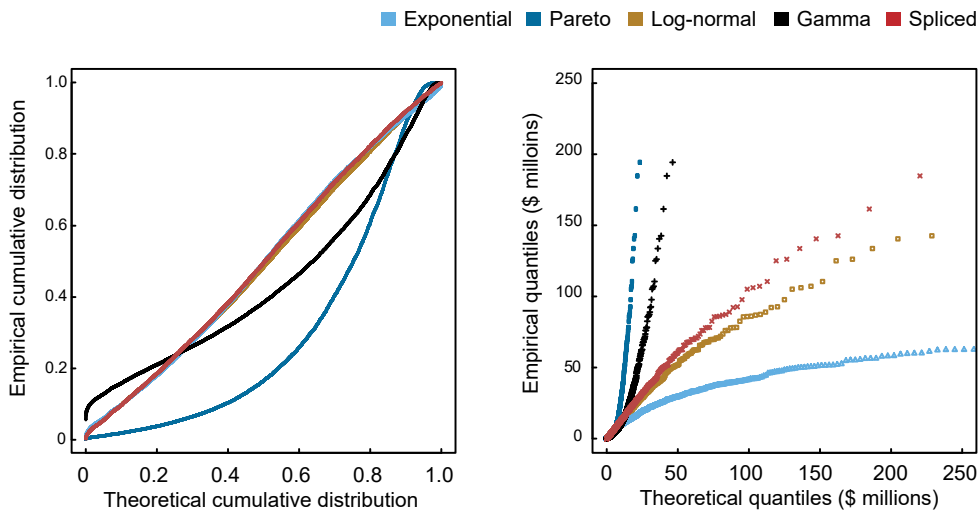 Exponential Pareto Log-normal Gamma Spliced
Empirical cumulative distribution
1.0
0.8
0.6
0.4
0.2
0
0 0.2 0.4 0.6 0.8 1.0
Theoretical cumulative distribution
Empirical quantiles ($ milloins)
250
200
150
100
50
0
0 50 100 150 200 250
Theoretical quantiles ($ millions)